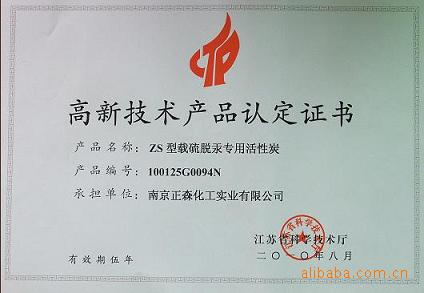 高新技术产品认定证书
产品名称: ZS 型载硫脱汞专用活性炭
产品编号: 100125G0094N
承担单位: 南京正森化工实业有限公司
江苏省科学技术厅
二〇一〇年八月
有效期伍年
alibaba.com.cn